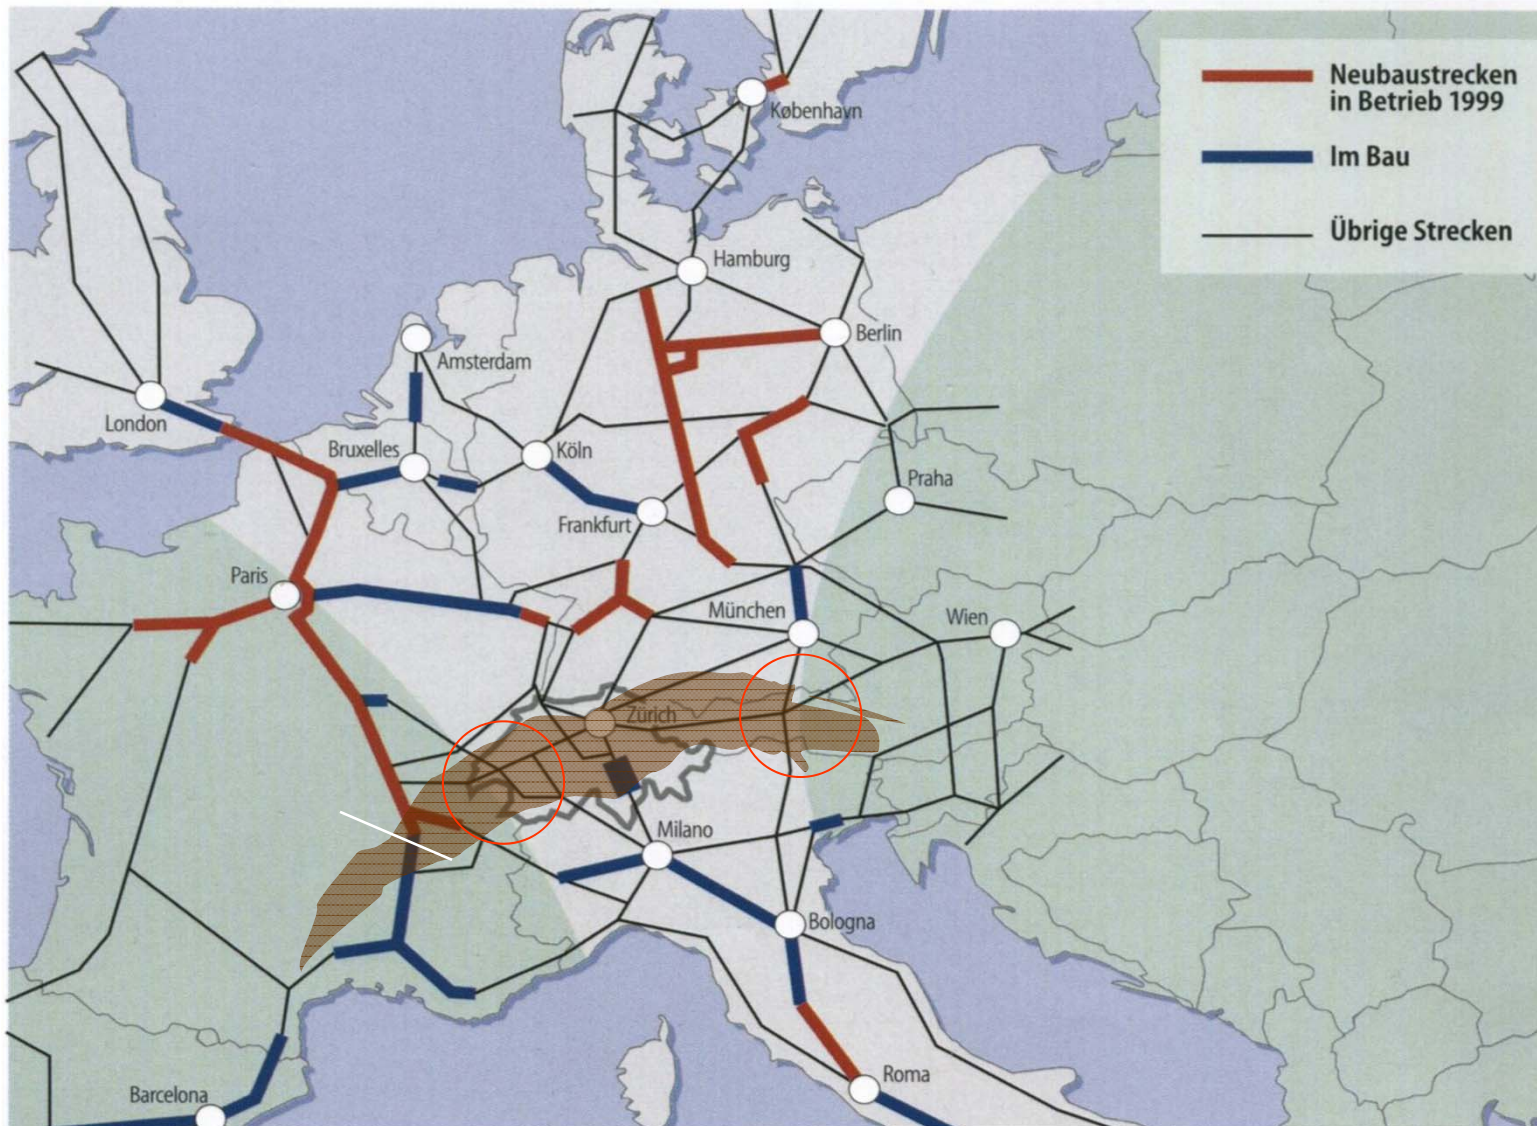 Neubaustrecken
in Betrieb 1999
Im Bau
Übrige Strecken
København
Hamburg
Berlin
Amsterdam
London
Bruxelles
Köln
Praha
Frankfurt
Paris
München
Wien
Zürich
Milano
Bologna
Roma
Barcelona